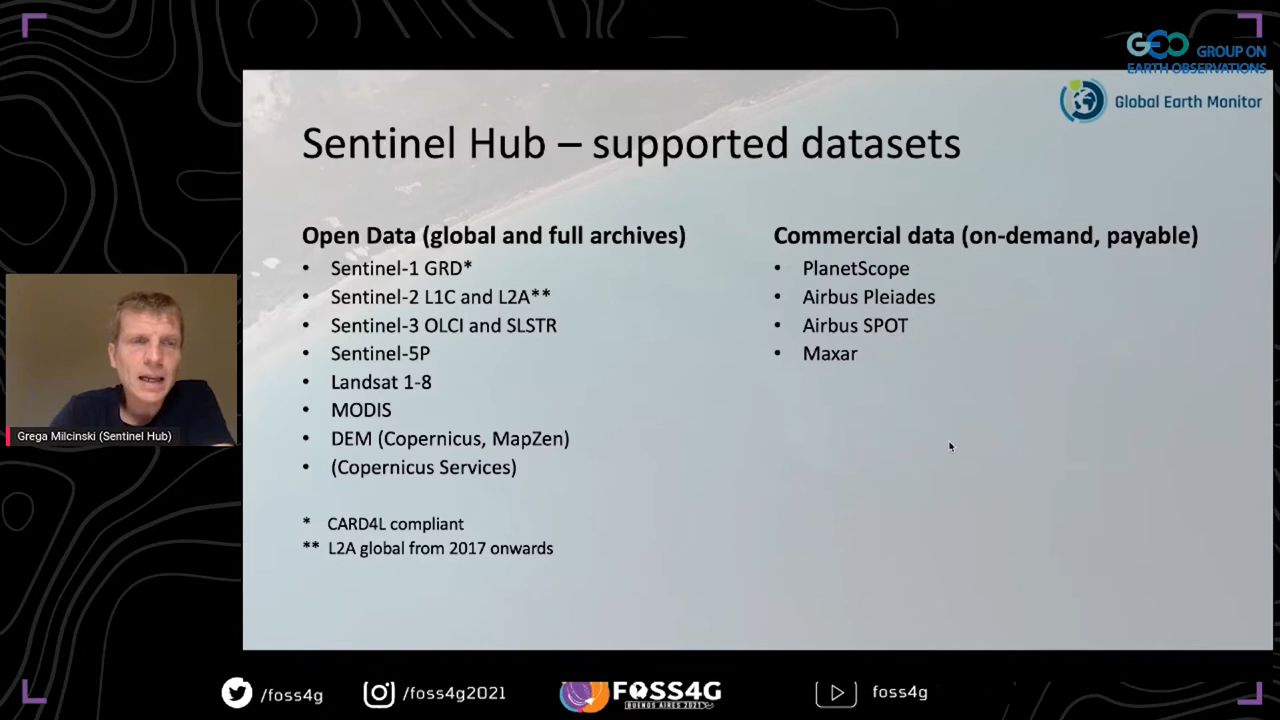 GEO GROUP ON
EARTH OBSERVATIONS
Global Earth Monitor
Sentinel Hub – supported datasets
Open Data (global and full archives)
• Sentinel-1 GRD*
• Sentinel-2 L1C and L2A**
• Sentinel-3 OLCI and SLSTR
• Sentinel-5P
• Landsat 1-8
• MODIS
• DEM (Copernicus, MapZen)
• (Copernicus Services)
* CARD4L compliant
** L2A global from 2017 onwards
Commercial data (on-demand, payable)
• PlanetScope
• Airbus Pleiades
• Airbus SPOT
• Maxar
Grega Milcinski (Sentinel Hub)
/foss4g
/foss4g2021
FOSS4G
BUENOS AIRES 2021
foss4g